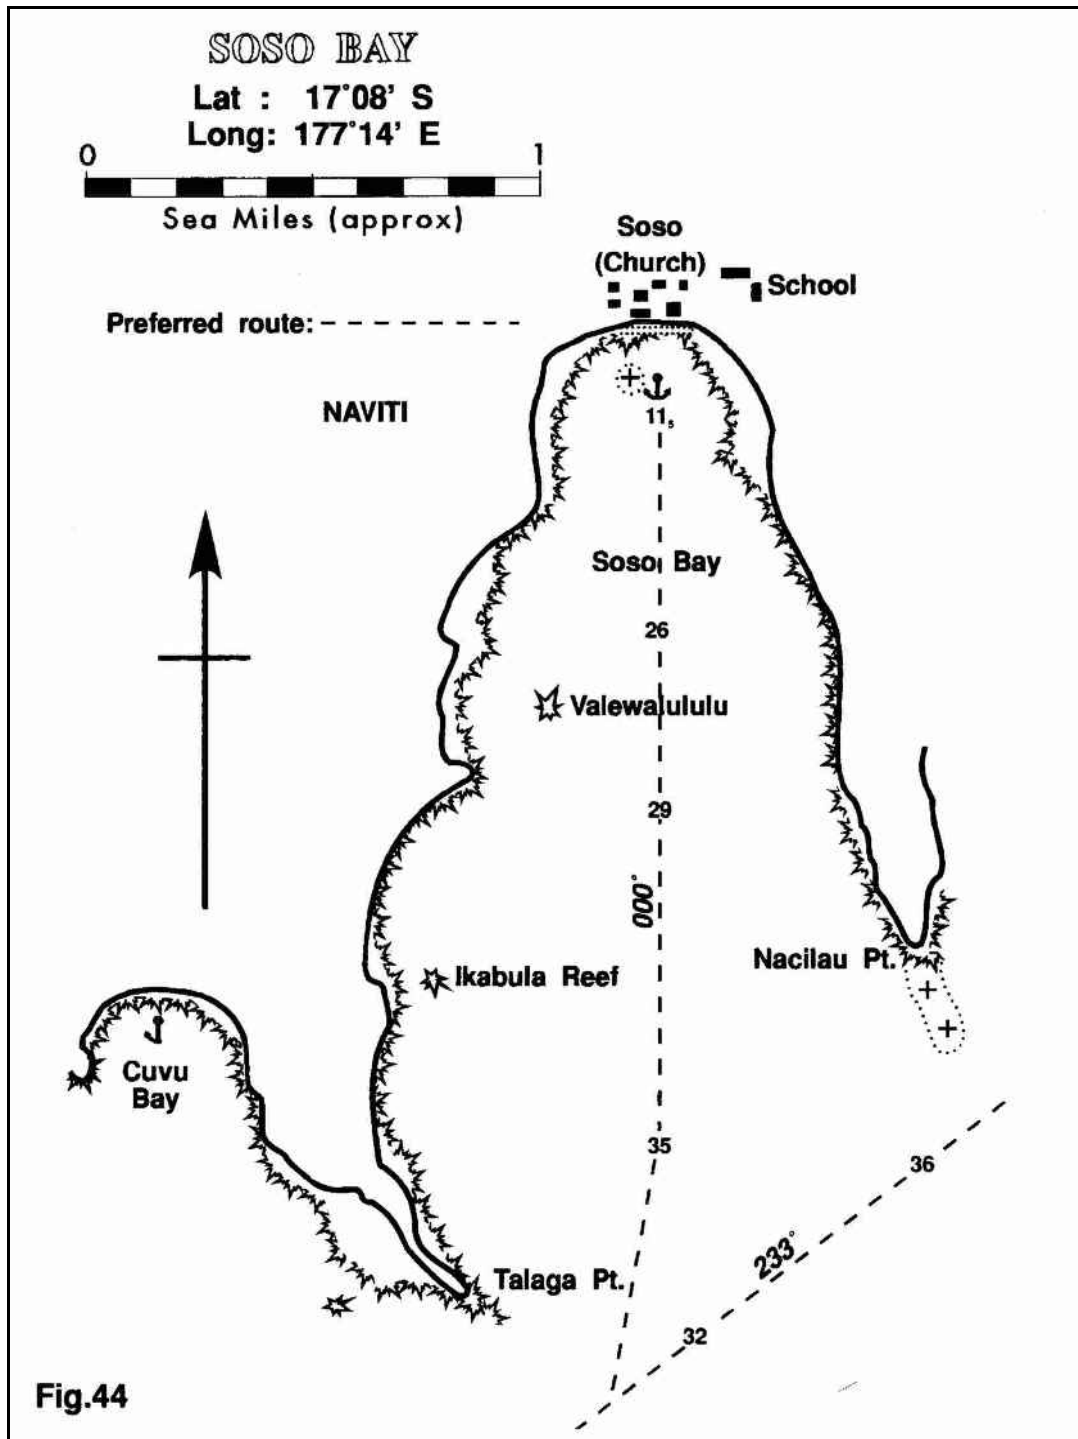 SOSO BAY
Lat : 17°08' S
Long: 177°14' E
0 1
Sea Miles (approx)
Soso
(Church)
School
Preferred route:
NAVITI
11₅
Soso Bay
26
Valewalululu
29
000°
Nacilau Pt.
Ikabula Reef
Cuvu
Bay
35
36
233°
Talaga Pt.
32
Fig.44